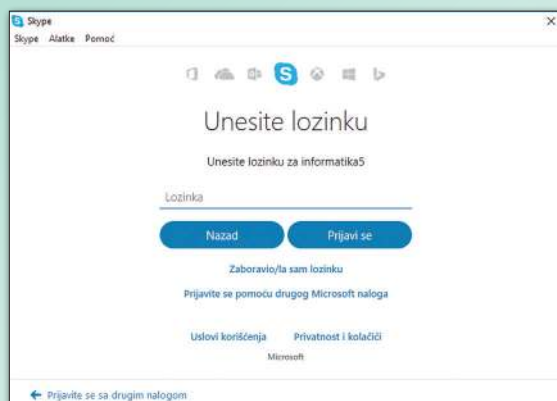 Skype
Skype Alatke Pomoć
Unesite lozinku
Unesite lozinku za informatika5
Lozinka
Nazad Prijavi se
Zaboravio/la sam lozinku
Prijavite se pomoću drugog Microsoft naloga
Uslovi korišćenja Privatnost i kolačići
Microsoft
Prijavite se sa drugim nalogom